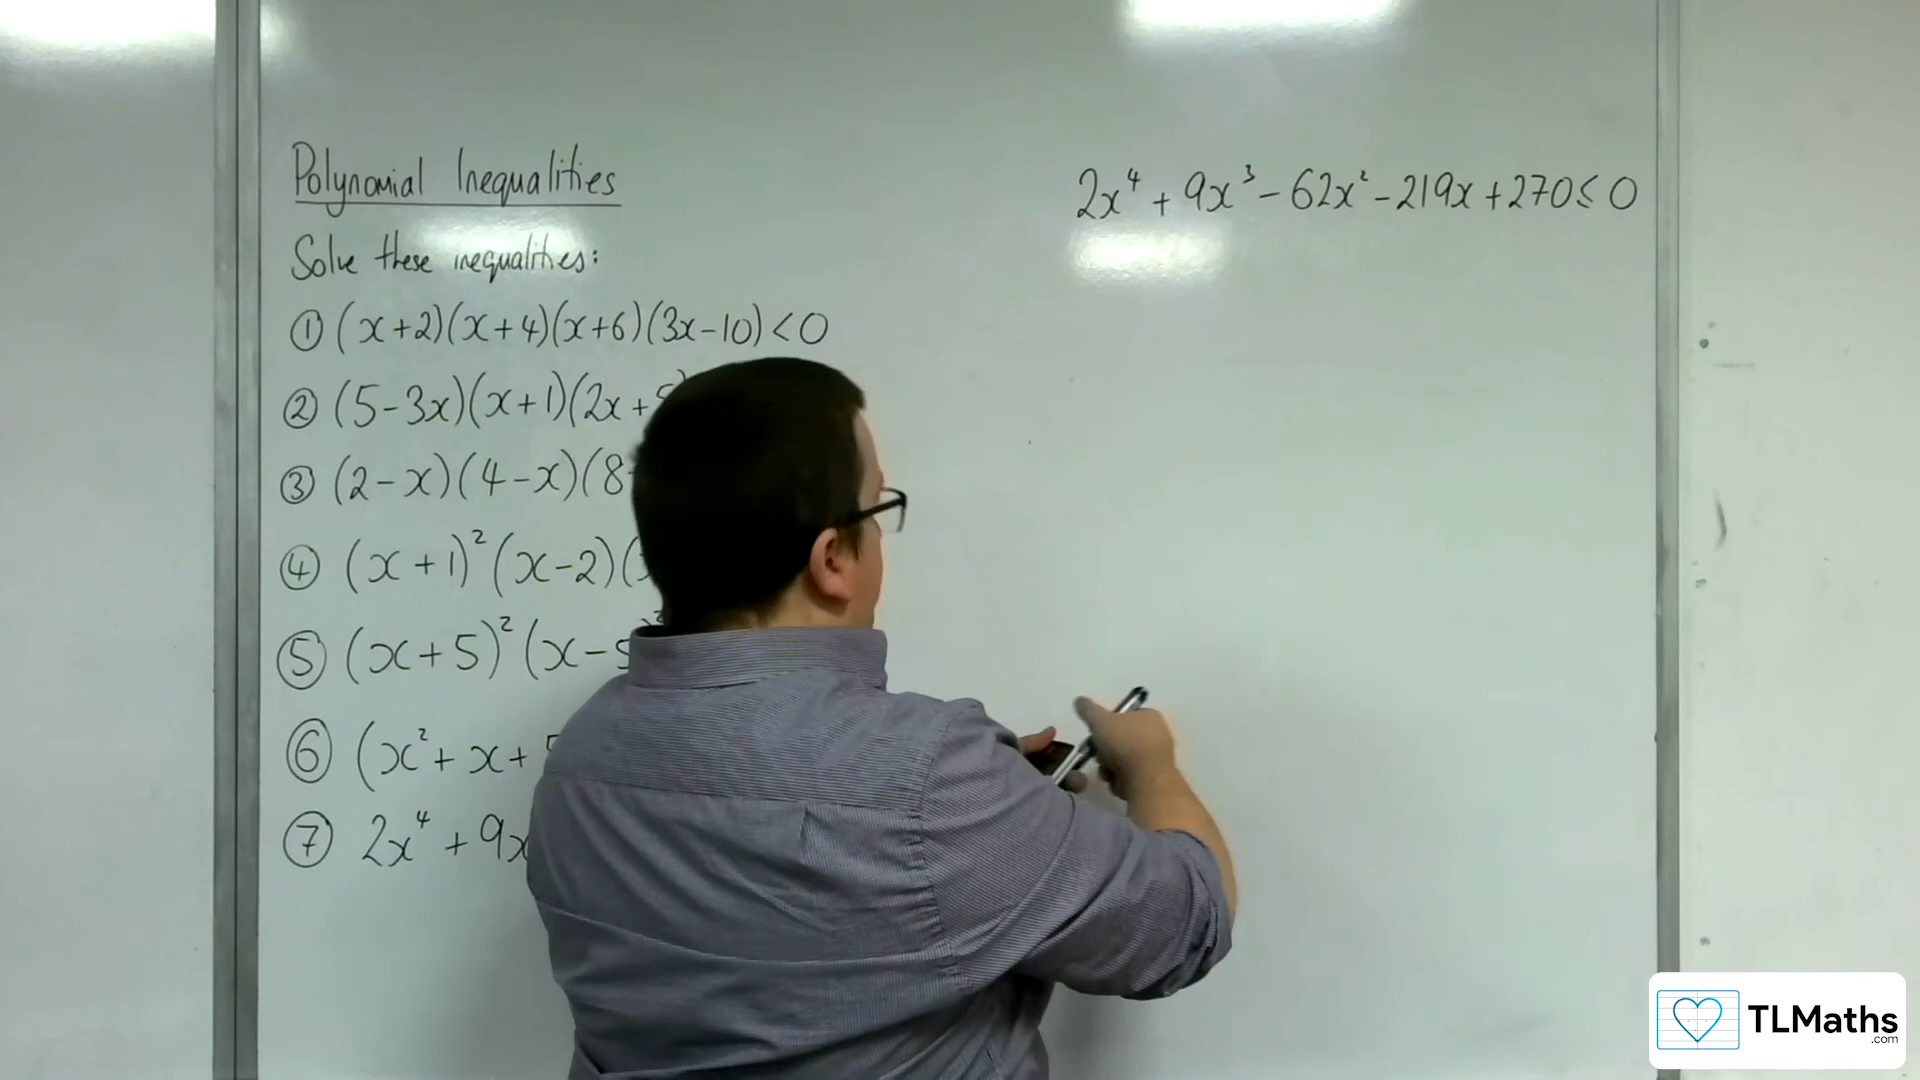 Polynomial Inequalities
Solve these inequalities:
① (x+2)(x+4)(x+6)(3x-10)<0
② (5-3x)(x+1)(2x+
③ (2-x)(4-x)(8
④ (x+1)²(x-2)(
⑤ (x+5)²(x-5
⑥ (x²+x+
⑦ 2x⁴+9x
2x⁴+9x³-62x²-219x+270≤0
TLMaths
.com